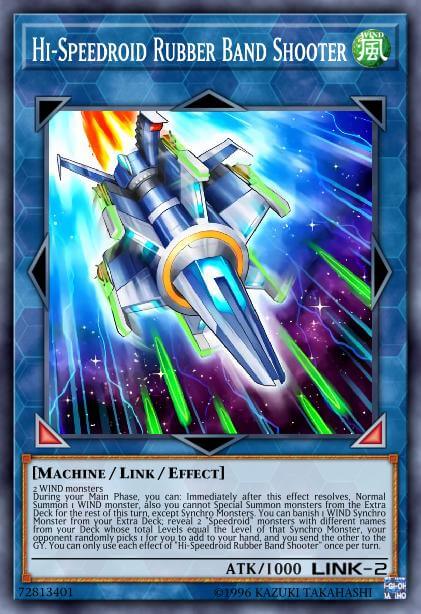 HI-SPEEDROID RUBBER BAND SHOOTER
WIND
風
[MACHINE / LINK / EFFECT]
2 WIND monsters
During your Main Phase, you can: Immediately after this effect resolves, Normal
Summon 1 WIND monster, also you cannot Special Summon monsters from the Extra
Deck for the rest of this turn, except Synchro Monsters. You can banish 1 WIND Synchro
Monster from your Extra Deck; reveal 2 "Speedroid" monsters with different names
from your Deck whose total Levels equal the Level of that Synchro Monster, your
opponent randomly picks 1 for you to add to your hand, and you send the other to the
GY. You can only use each effect of "Hi-Speedroid Rubber Band Shooter" once per turn.
ATK/1000 LINK-2
72813401 ©1996 KAZUKI TAKAHASHI